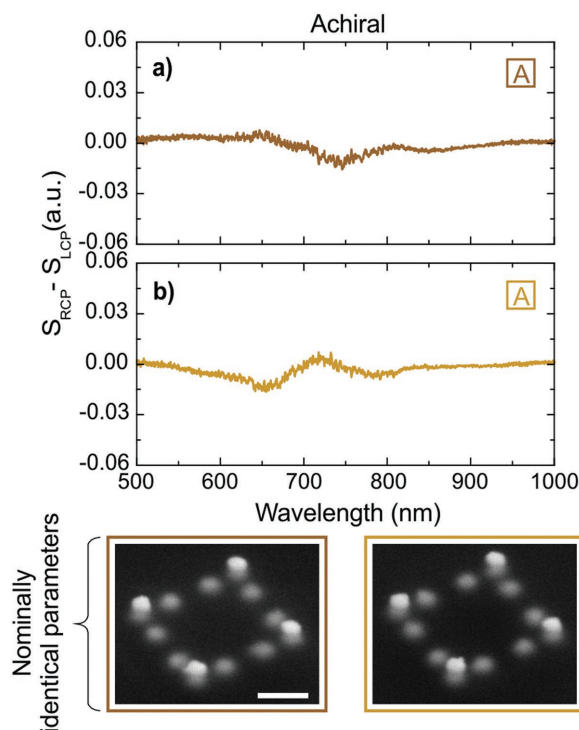 Achiral
0.06
a)
A
0.03
0.00
-0.03
-0.06
S_RCP - S_LCP (a.u.)
0.06
b)
A
0.03
0.00
-0.03
-0.06
500 600 700 800 900 1000
Wavelength (nm)
Nominally
identical parameters